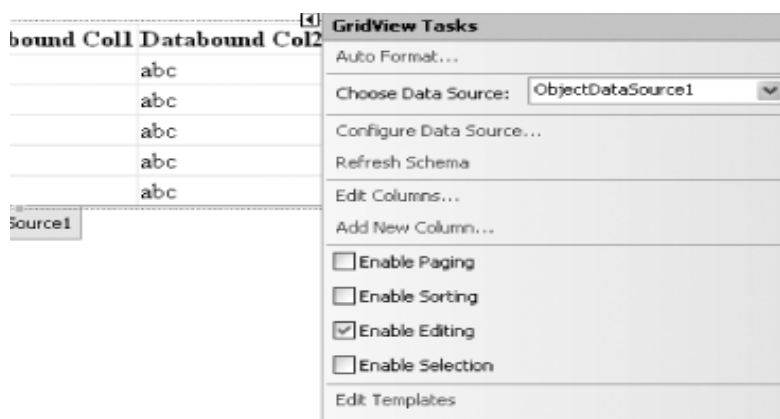 GridView Tasks
bound Col1 Databound Col2
Auto Format...
abc
Choose Data Source: ObjectDataSource1
abc
Configure Data Source...
abc
Refresh Schema
abc
abc
Edit Columns...
Source1
Add New Column...
Enable Paging
Enable Sorting
Enable Editing
Enable Selection
Edit Templates